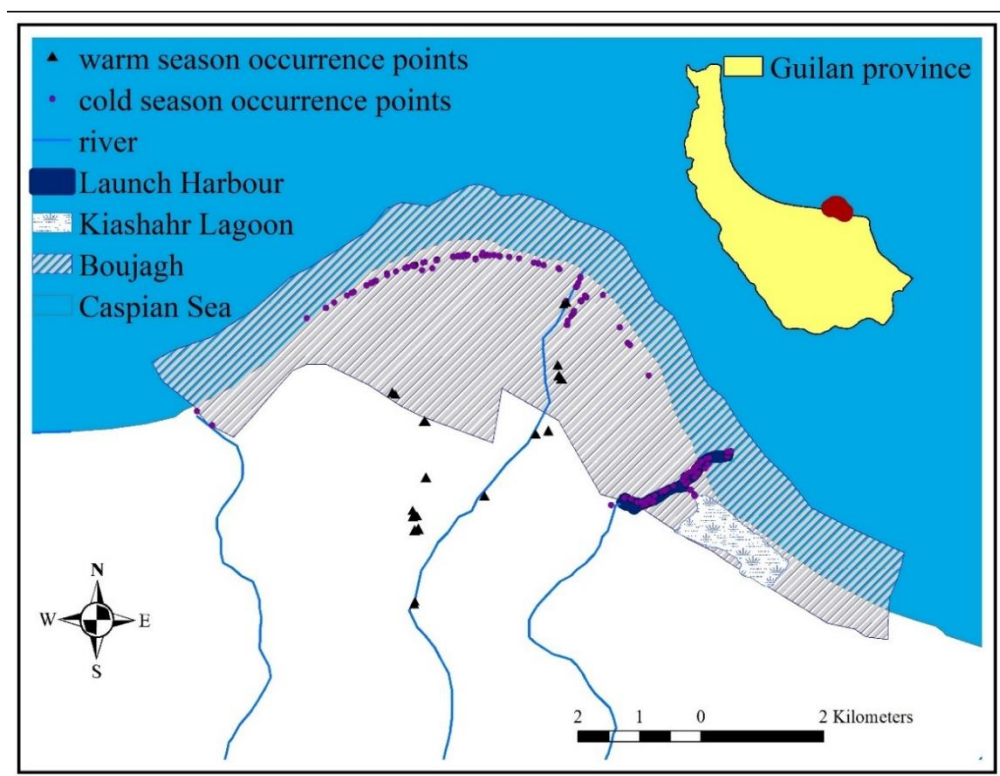 warm season occurrence points
cold season occurrence points
river
Launch Harbour
Kiashahr Lagoon
Boujagh
Caspian Sea
Guilan province
N
W E
S
2 1 0 2 Kilometers